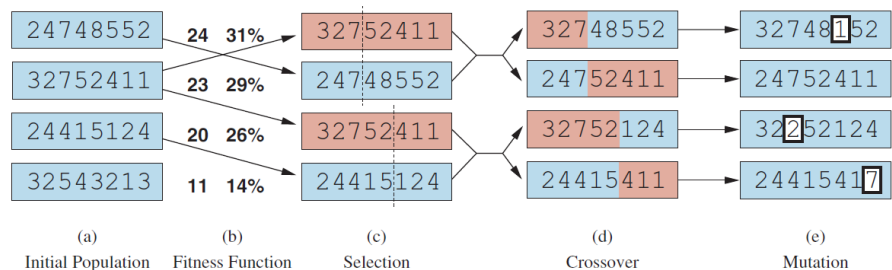 24748552 24 31% 32752411 32748552 32748152
32752411 23 29% 24748552 24752411 24752411
24415124 20 26% 32752411 32752124 32252124
32543213 11 14% 24415124 24415411 24415417
(a) (b) (c) (d) (e)
Initial Population Fitness Function Selection Crossover Mutation